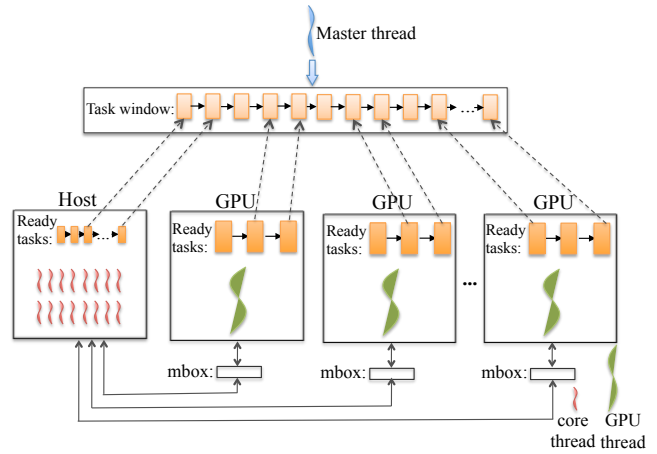 Master thread
Task window:
...
Host
GPU
GPU
GPU
Ready
tasks:
...
Ready
tasks:
Ready
tasks:
Ready
tasks:
...
mbox:
mbox:
mbox:
core
thread
GPU
thread